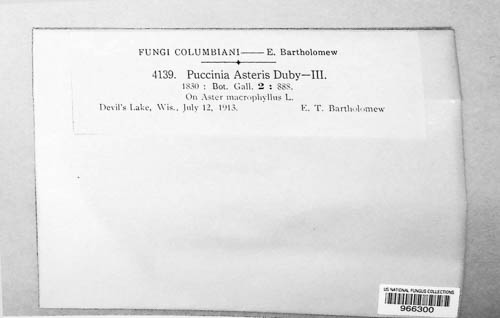 FUNGI COLUMBIANI—— E. Bartholomew
4139. Puccinia Asteris Duby—III.
1830 : Bot. Gall. 2 : 888.
On Aster macrophyllus L.
Devil's Lake, Wis., July 12, 1913. E. T. Bartholomew
US NATIONAL FUNGUS COLLECTIONS
966300